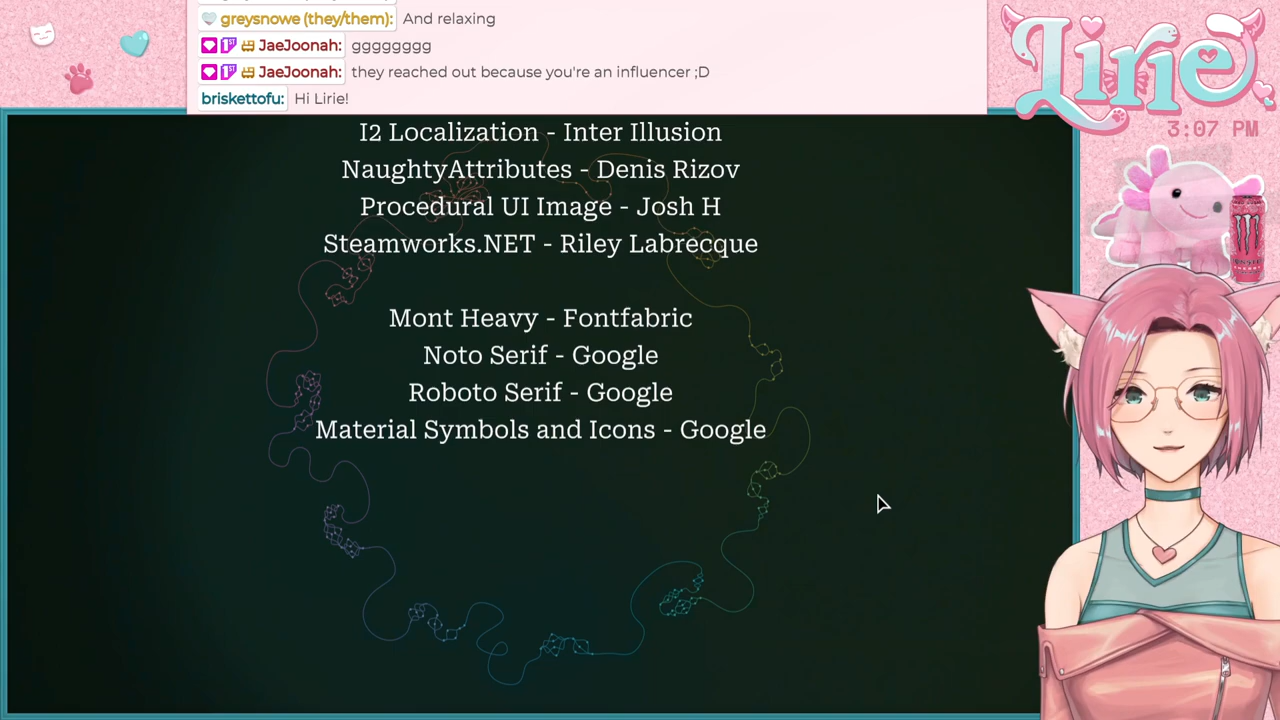 greysnowe (they/them): And relaxing
JaeJoonah: gggggggg
JaeJoonah: they reached out because you're an influencer ;D
briskettofu: Hi Lirie!
Lirie
3:07 PM
I2 Localization - Inter Illusion
NaughtyAttributes - Denis Rizov
Procedural UI Image - Josh H
Steamworks.NET - Riley Labrecque
Mont Heavy - Fontfabric
Noto Serif - Google
Roboto Serif - Google
Material Symbols and Icons - Google